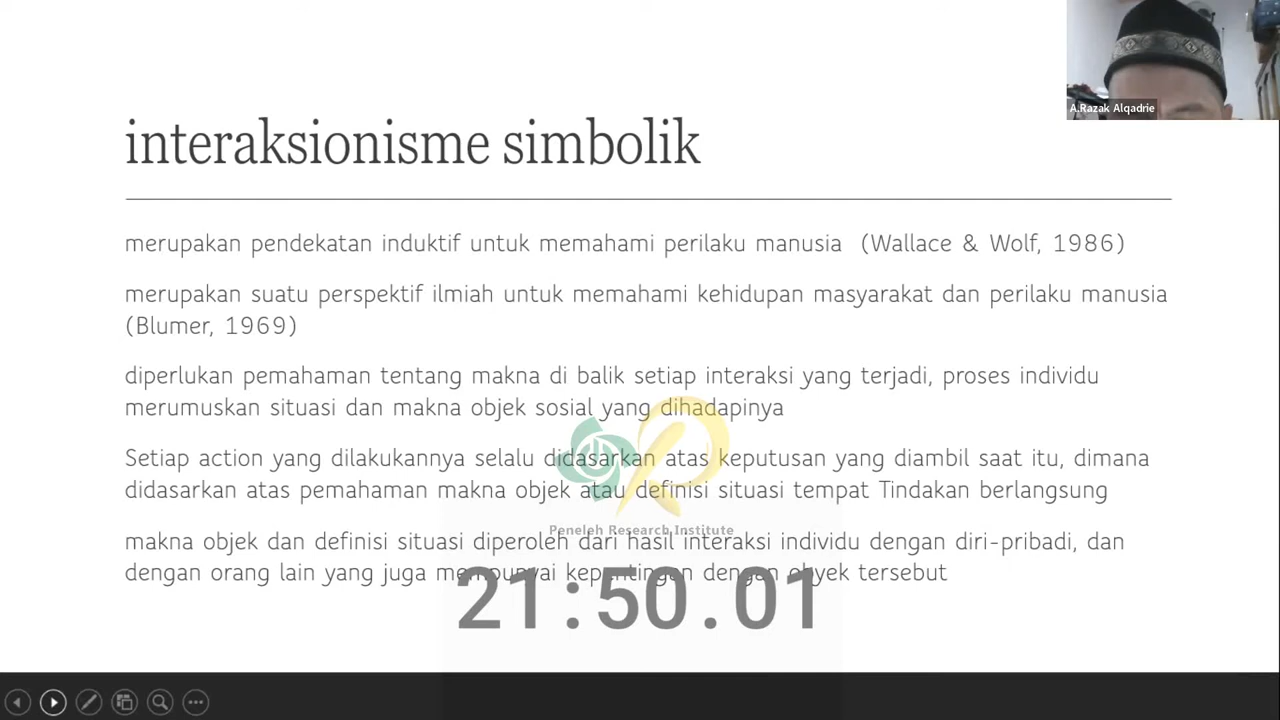 A.Razak Alqadrie
interaksionisme simbolik
merupakan pendekatan induktif untuk memahami perilaku manusia (Wallace & Wolf, 1986)
merupakan suatu perspektif ilmiah untuk memahami kehidupan masyarakat dan perilaku manusia
(Blumer, 1969)
diperlukan pemahaman tentang makna di balik setiap interaksi yang terjadi, proses individu
merumuskan situasi dan makna objek sosial yang dihadapinya
Setiap action yang dilakukannya selalu didasarkan atas keputusan yang diambil saat itu, dimana
didasarkan atas pemahaman makna objek atau definisi situasi tempat Tindakan berlangsung
Peneleh Research Institute
makna objek dan definisi situasi diperoleh dari hasil interaksi individu dengan diri-pribadi, dan
dengan orang lain yang juga mempunyai kepentingan dengan obyek tersebut
21:50.01